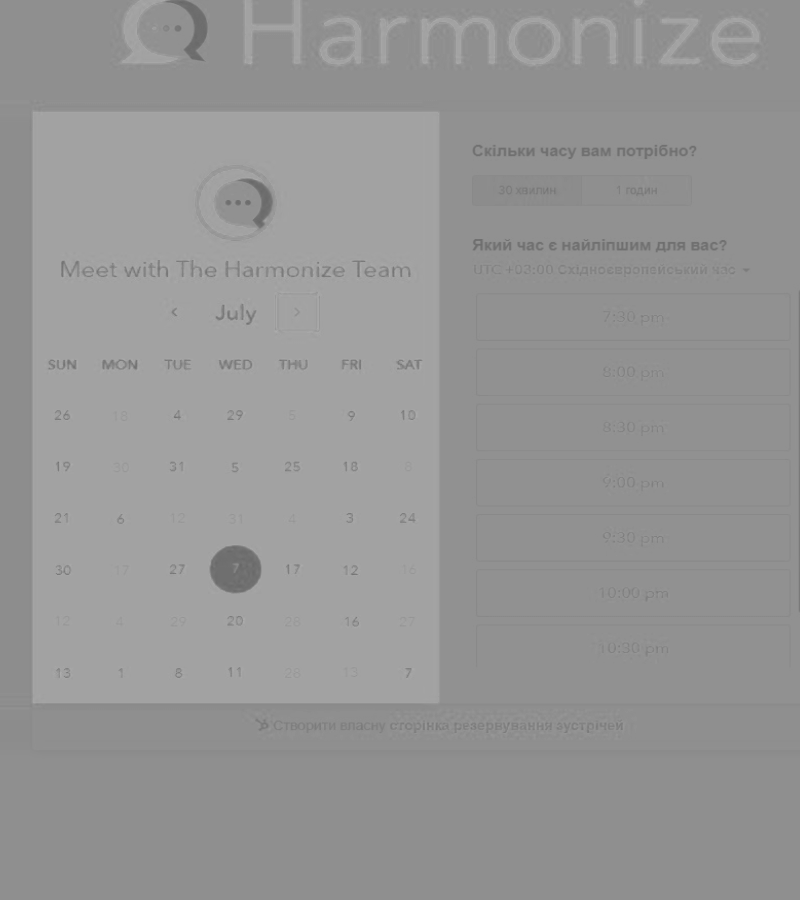 Harmonize
Meet with The Harmonize Team
‹ July ›
SUN MON TUE WED THU FRI SAT
26 18 4 29 5 9 10
19 30 31 5 25 18 8
21 6 12 31 4 3 24
30 17 27 7 17 12 16
12 4 29 20 28 16 27
13 1 8 11 28 13 7
Скільки часу вам потрібно?
30 хвилин 1 годин
Який час є найліпшим для вас?
UTC +03:00 Східноєвропейський час
7:30 pm
8:00 pm
8:30 pm
9:00 pm
9:30 pm
10:00 pm
10:30 pm
Створити власну сторінка резервування зустрічей